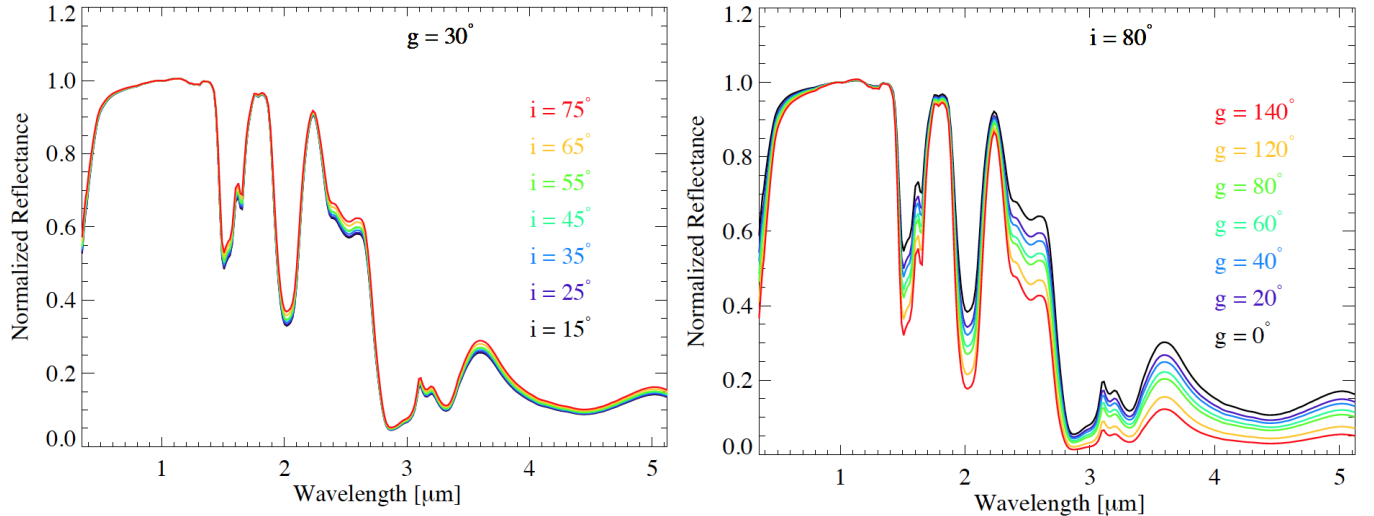 g = 30°
1.2
1.0
0.8
0.6
0.4
0.2
0.0
Normalized Reflectance
i = 75°
i = 65°
i = 55°
i = 45°
i = 35°
i = 25°
i = 15°
1 2 3 4 5
Wavelength [μm]
i = 80°
1.2
1.0
0.8
0.6
0.4
0.2
0.0
Normalized Reflectance
g = 140°
g = 120°
g = 80°
g = 60°
g = 40°
g = 20°
g = 0°
1 2 3 4 5
Wavelength [μm]